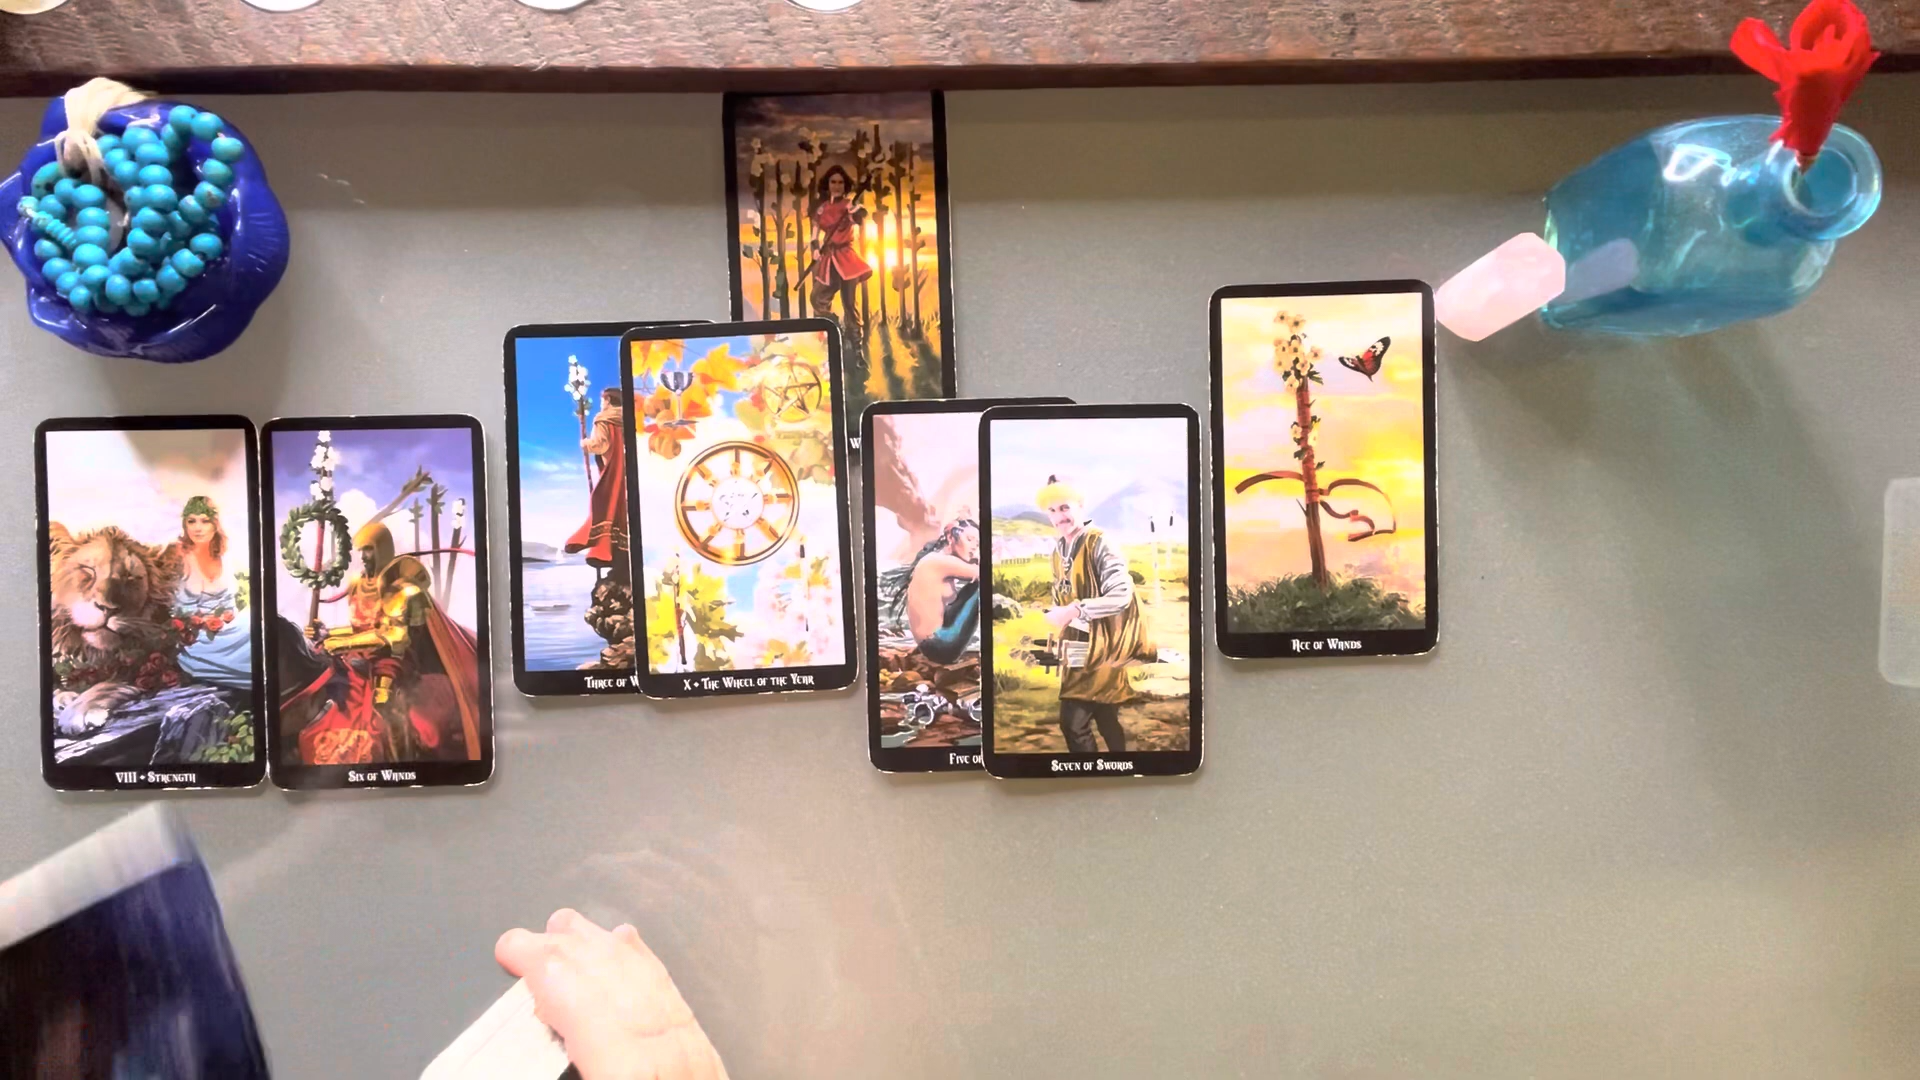 W
VIII ✦ STRENGTH
SIX OF WANDS
THREE OF W
X ✦ THE WHEEL OF THE YEAR
FIVE OF
SEVEN OF SWORDS
ACE OF WANDS